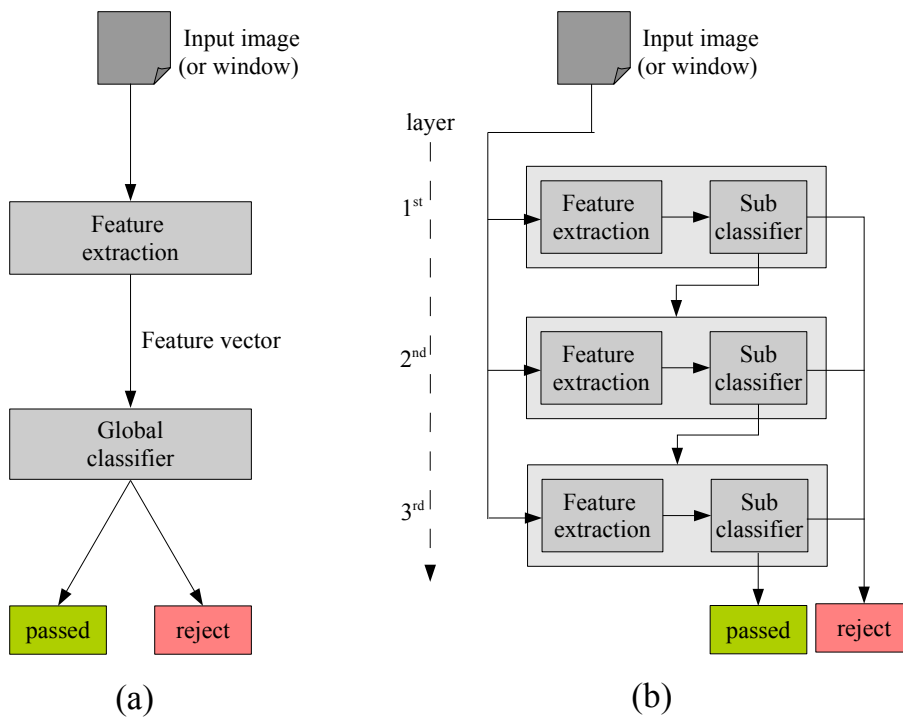 Input image
(or window)
Feature
extraction
Feature vector
Global
classifier
passed
reject
(a)
Input image
(or window)
layer
1st
Feature
extraction
Sub
classifier
2nd
Feature
extraction
Sub
classifier
3rd
Feature
extraction
Sub
classifier
passed
reject
(b)